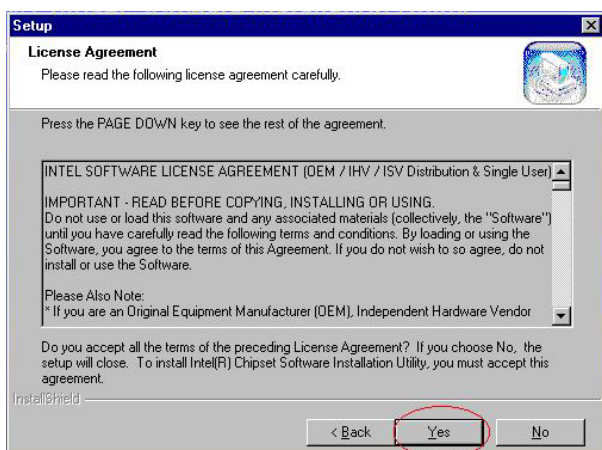 Setup
License Agreement
Please read the following license agreement carefully.
Press the PAGE DOWN key to see the rest of the agreement.
INTEL SOFTWARE LICENSE AGREEMENT (OEM / IHV / ISV Distribution & Single User)
IMPORTANT - READ BEFORE COPYING, INSTALLING OR USING.
Do not use or load this software and any associated materials (collectively, the "Software")
until you have carefully read the following terms and conditions. By loading or using the
Software, you agree to the terms of this Agreement. If you do not wish to so agree, do not
install or use the Software.
Please Also Note:
* If you are an Original Equipment Manufacturer (OEM), Independent Hardware Vendor
Do you accept all the terms of the preceding License Agreement? If you choose No, the
setup will close. To install Intel(R) Chipset Software Installation Utility, you must accept this
agreement.
InstallShield
< Back Yes No